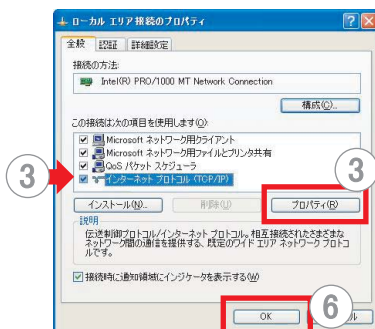 ローカル エリア接続のプロパティ
全般 認証 詳細設定
接続の方法:
Intel(R) PRO/1000 MT Network Connection
構成(C)...
この接続は次の項目を使用します(O):
Microsoft ネットワーク用クライアント
Microsoft ネットワーク用ファイルとプリンタ共有
QoS パケット スケジューラ
③ インターネット プロトコル (TCP/IP) ③
インストール(N)... 削除(U) プロパティ(R)
説明
伝送制御プロトコル/インターネット プロトコル。相互接続されたさまざまな
ネットワーク間の通信を提供する、既定のワイド エリア ネットワーク プロトコ
ルです。
接続時に通知領域にインジケータを表示する(W)
OK ⑥ ル